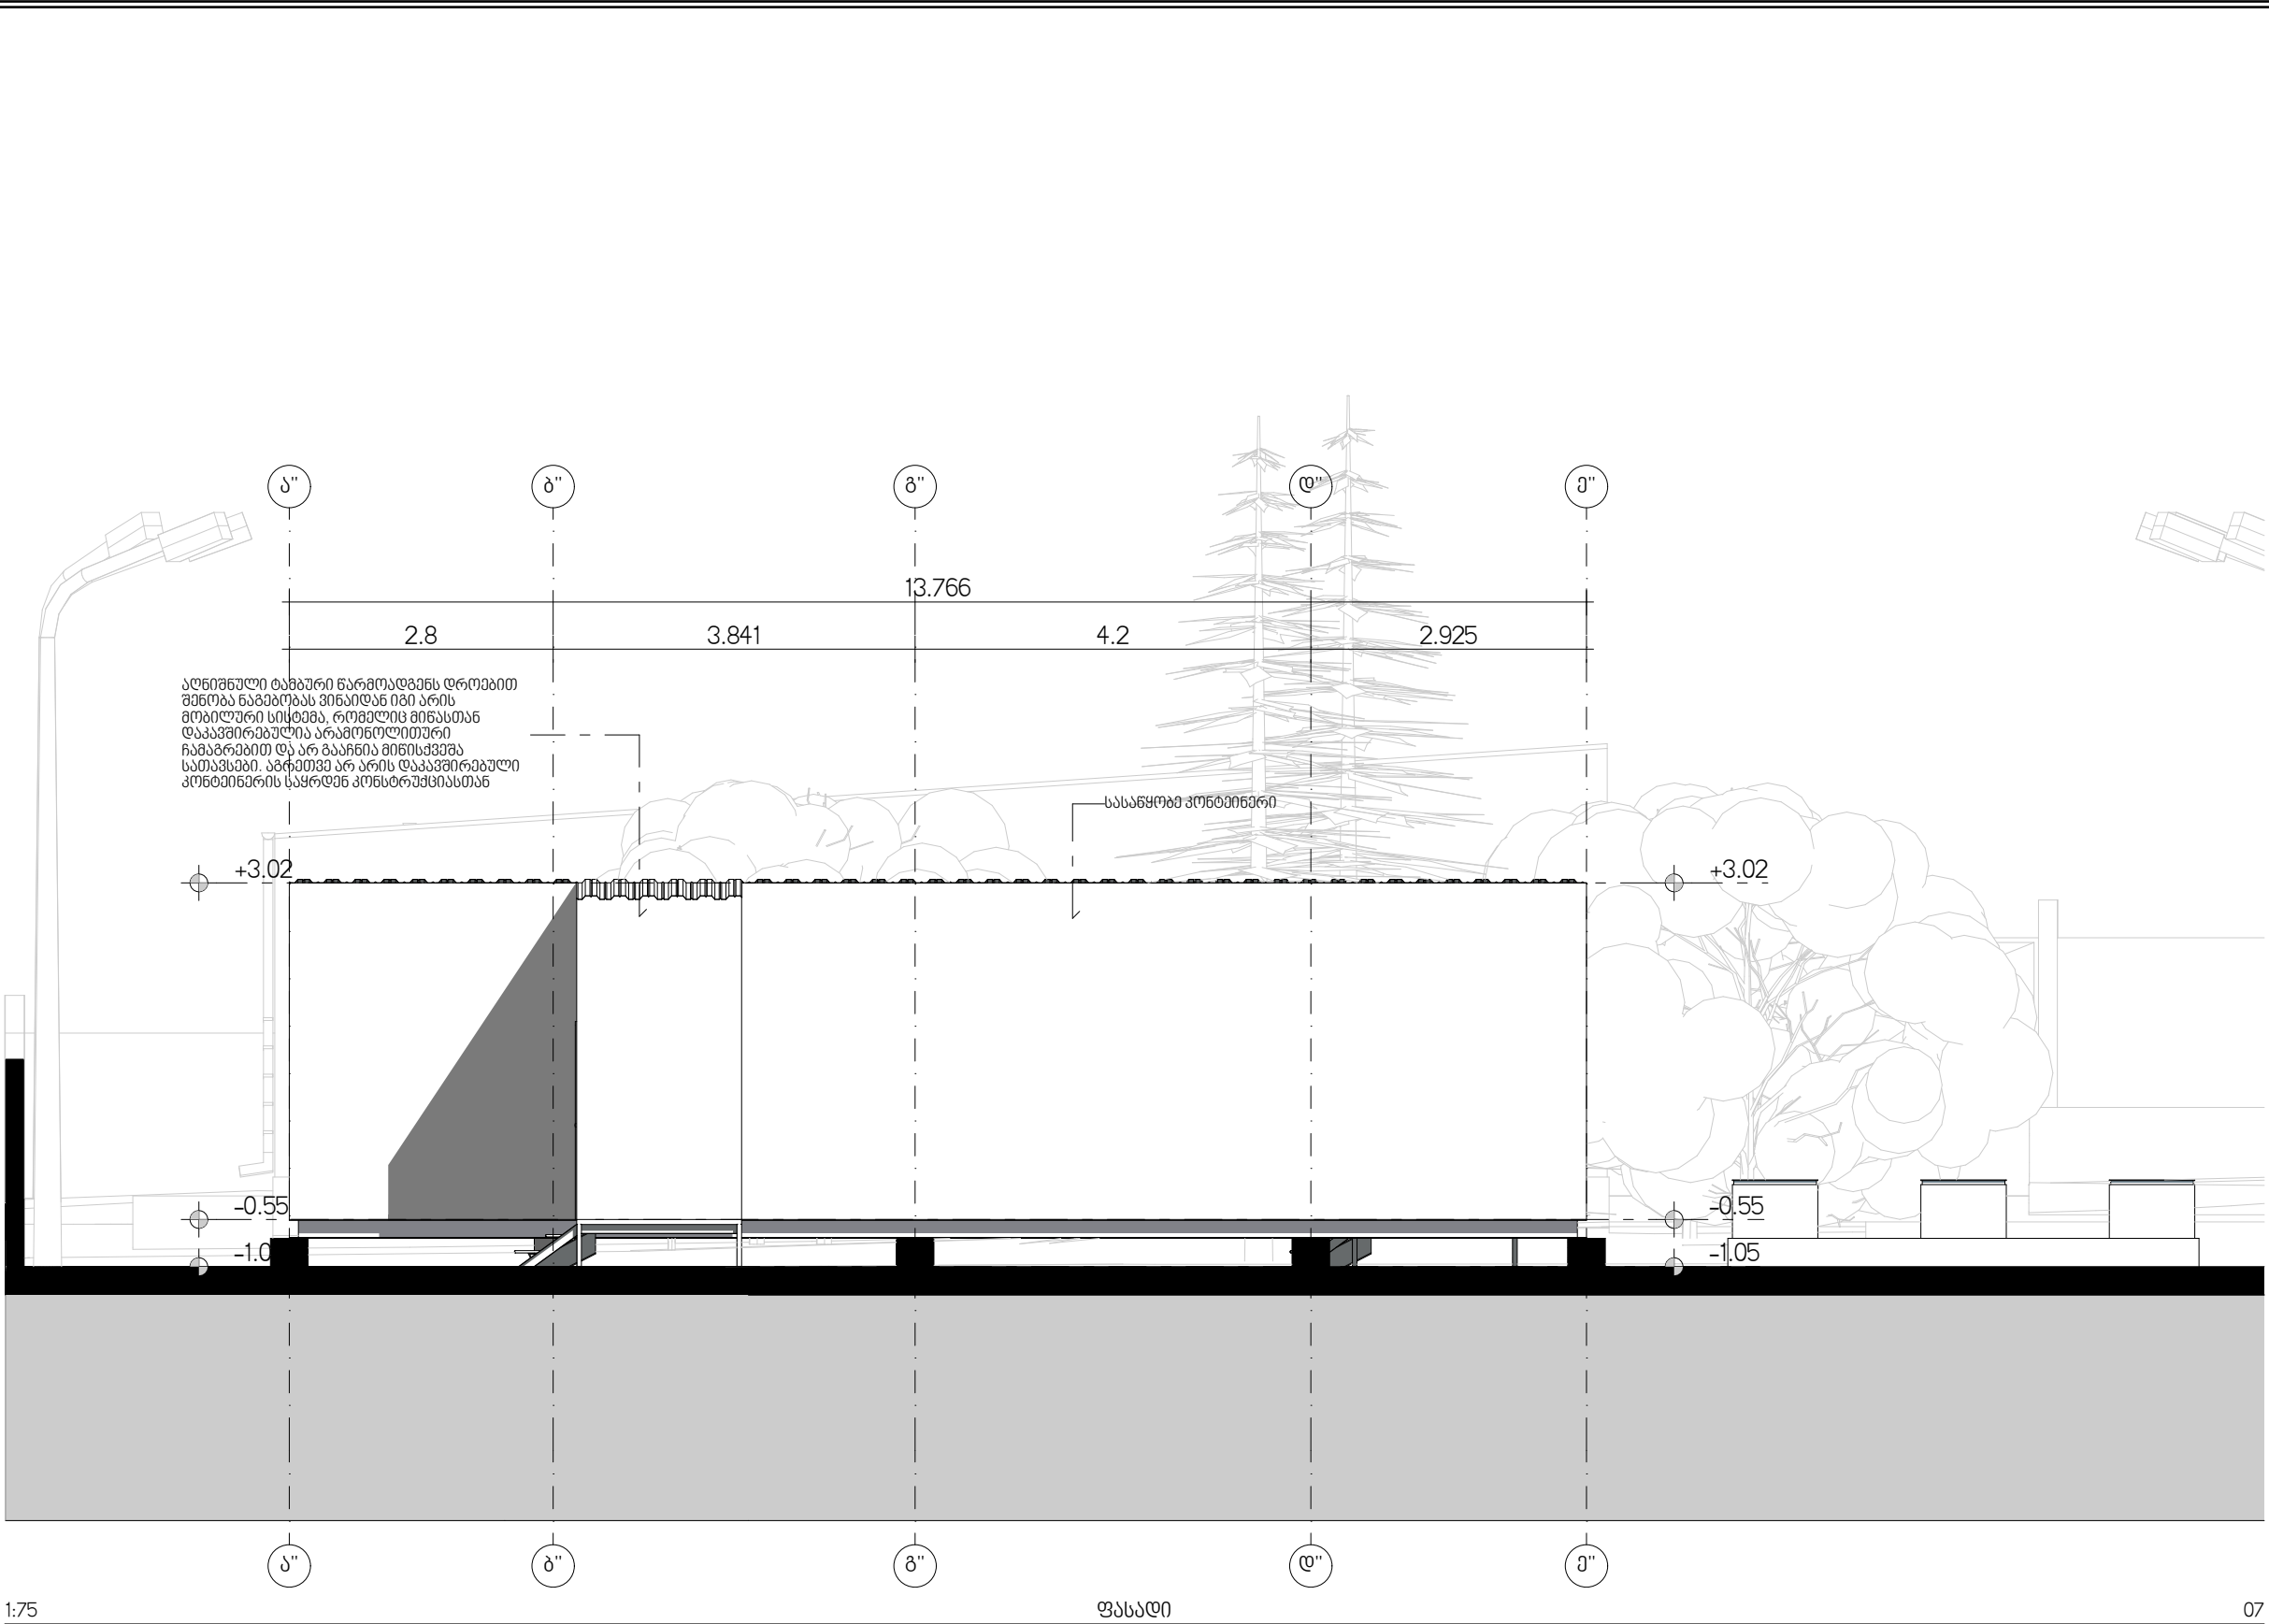 ა" ბ" გ" დ" ე"
13.766
2.8 3.841 4.2 2.925
აღნიშნული ტამბური წარმოადგენს დროებით
შენობა ნაგებობას ვინაიდან იგი არის
მობილური სისტემა, რომელიც მიწასთან
დაკავშირებულია არამონოლითური
ჩამაგრებით და არ გააჩნია მიწისქვეშა
სათავსები. აგრეთვე არ არის დაკავშირებული
კონტეინერის საყრდენ კონსტრუქციასთან
სასაწყობე კონტეინერი
+3.02 +3.02
-0.55 -0.55
-1.0 -1.05
ა" ბ" გ" დ" ე"
1:75 ფასადი 07